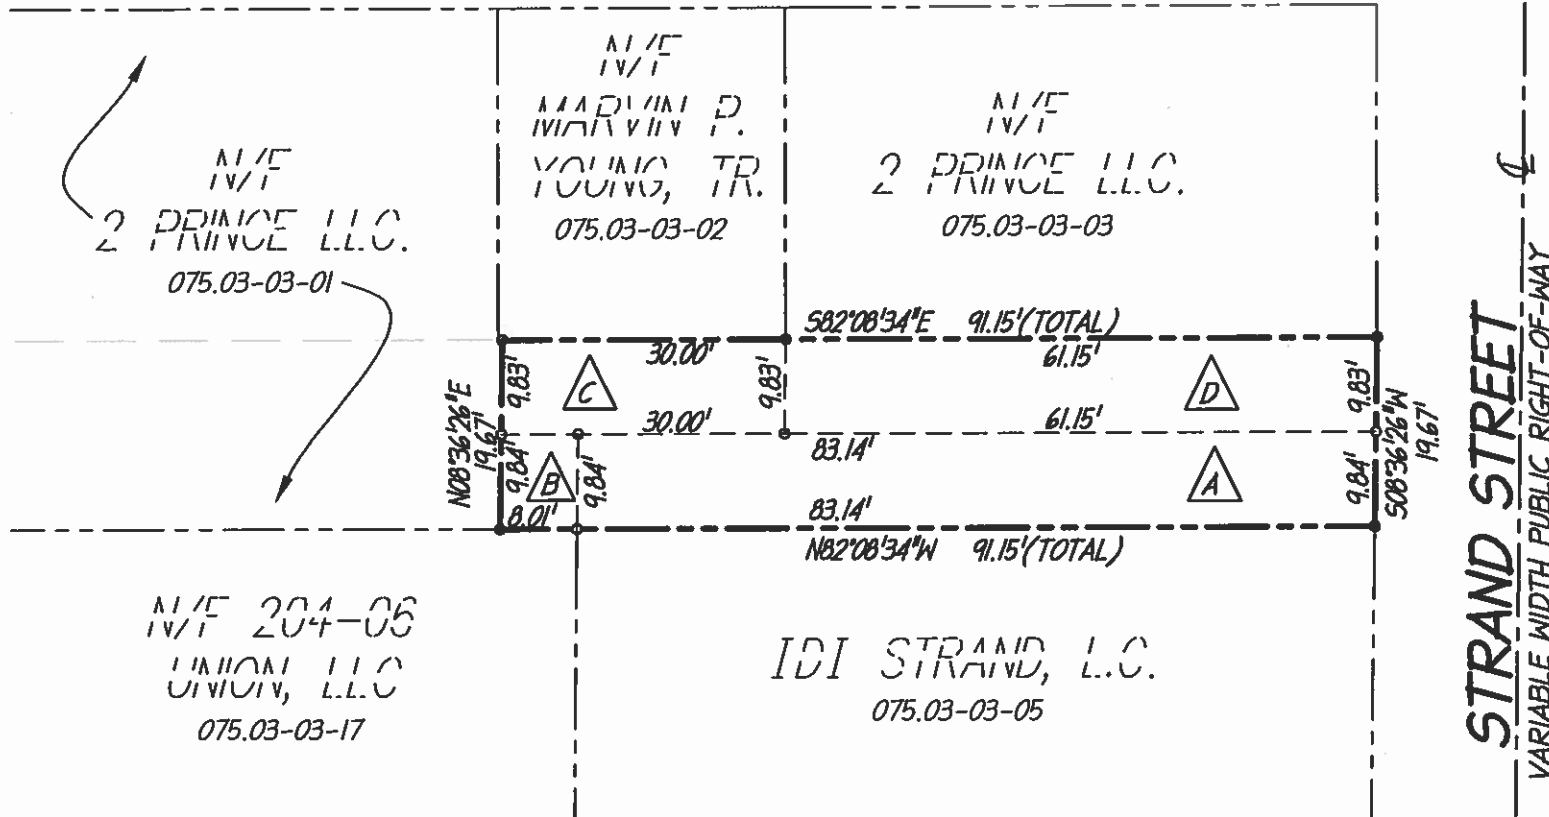 N/F
MARVIN P.
YOUNG, TR.
075.03-03-02
N/F
2 PRINCE LLC.
075.03-03-03
N/F
2 PRINCE LLC.
075.03-03-01
S82°08'34"E 91.15'(TOTAL)
30.00'
61.15'
9.83'
C
9.83'
D
9.83'
N08°36'26"E
19.67'
S08°36'26"W
19.67'
30.00'
61.15'
83.14'
9.84'
B
9.84'
A
9.84'
8.01'
83.14'
N82°08'34"W 91.15'(TOTAL)
N/F 204-06
UNION, LLC
075.03-03-17
IDI STRAND, L.C.
075.03-03-05
STRAND STREET
VARIABLE WIDTH PUBLIC RIGHT-OF-WAY
℄